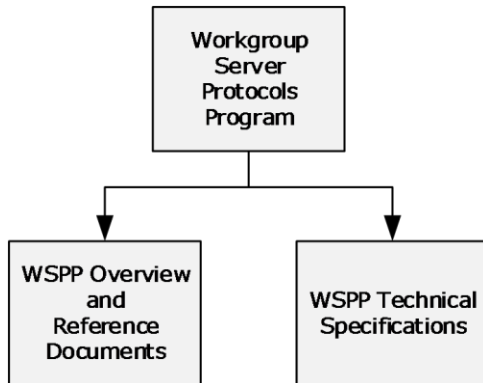 Workgroup
Server
Protocols
Program
WSPP Overview
and
Reference
Documents
WSPP Technical
Specifications